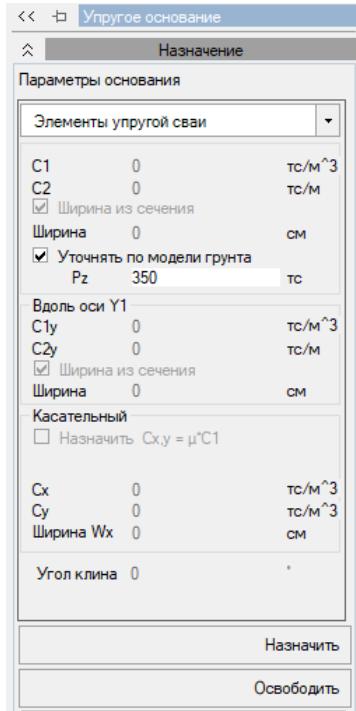 << Упругое основание
Назначение
Параметры основания
Элементы упругой сваи
C1 0 тс/м^3
C2 0 тс/м
Ширина из сечения
Ширина 0 см
Уточнять по модели грунта
Pz 350 тс
Вдоль оси Y1
C1y 0 тс/м^3
C2y 0 тс/м
Ширина из сечения
Ширина 0 см
Касательный
Назначить Cx,y = µ*C1
Cx 0 тс/м^3
Cy 0 тс/м^3
Ширина Wx 0 см
Угол клина 0 °
Назначить
Освободить